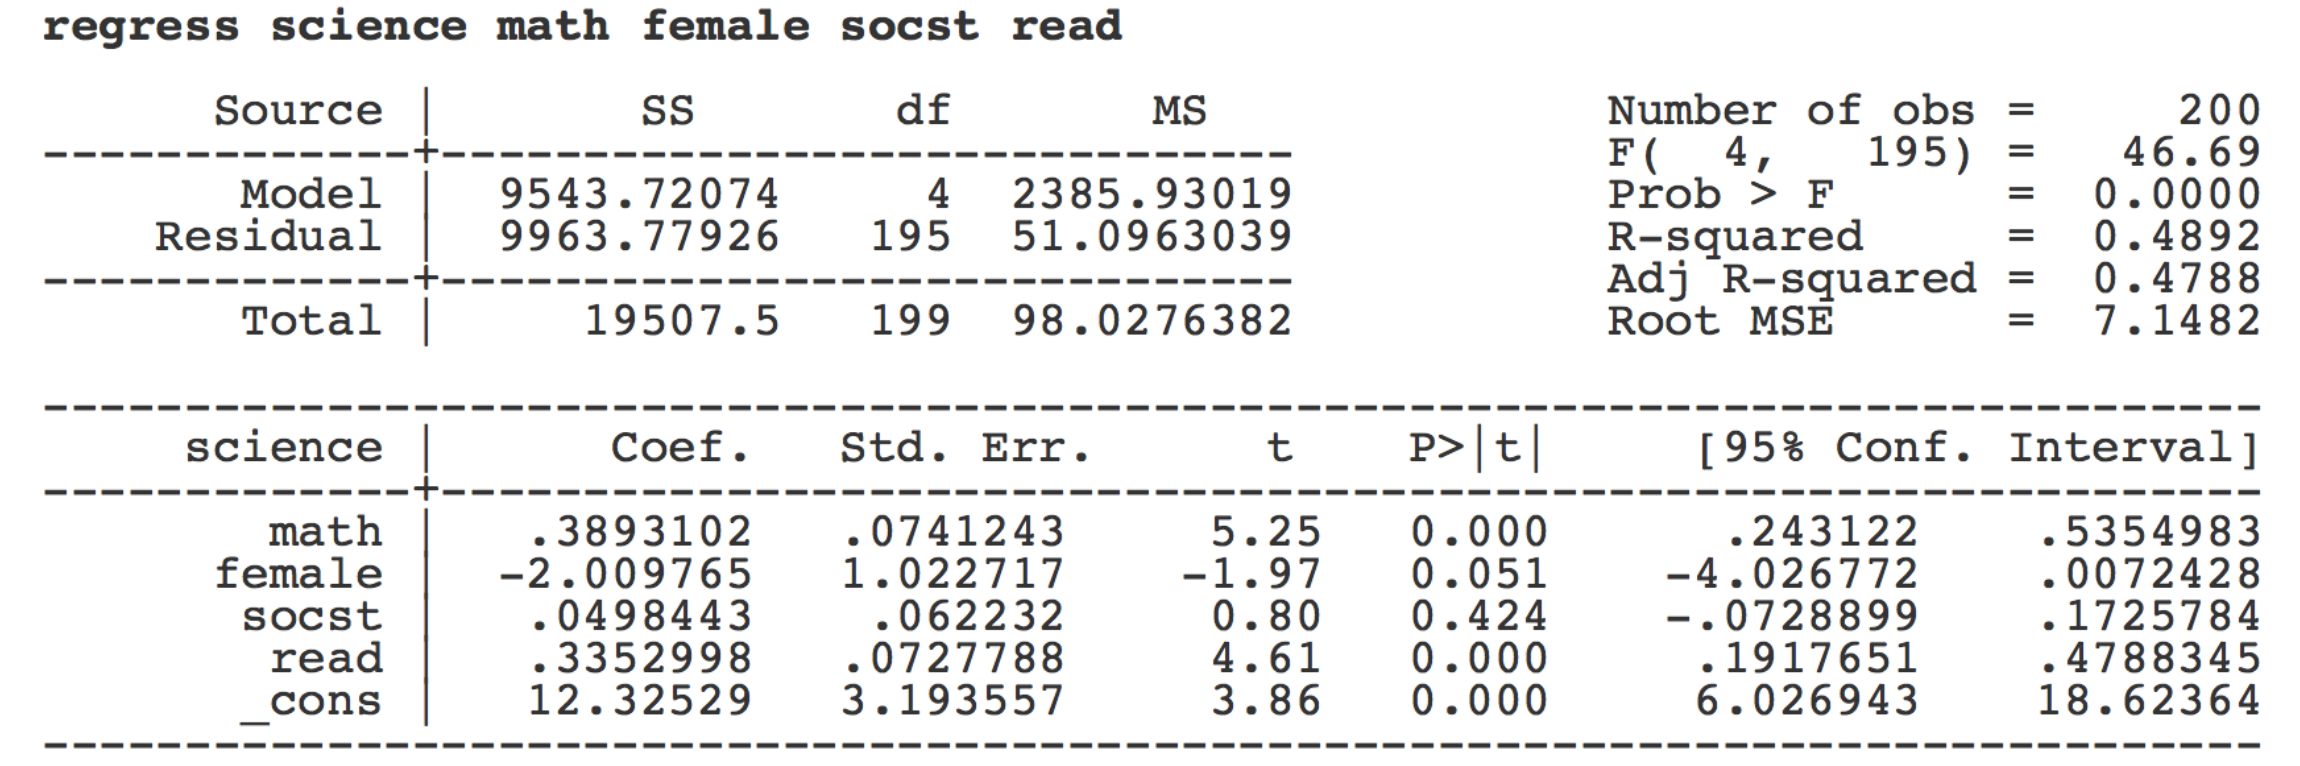 regress science math female socst read
Source | SS df MS Number of obs = 200
-------------+------------------------------ F( 4, 195) = 46.69
Model | 9543.72074 4 2385.93019 Prob > F = 0.0000
Residual | 9963.77926 195 51.0963039 R-squared = 0.4892
-------------+------------------------------ Adj R-squared = 0.4788
Total | 19507.5 199 98.0276382 Root MSE = 7.1482
------------------------------------------------------------------------------
science | Coef. Std. Err. t P>|t| [95% Conf. Interval]
-------------+----------------------------------------------------------------
math | .3893102 .0741243 5.25 0.000 .243122 .5354983
female | -2.009765 1.022717 -1.97 0.051 -4.026772 .0072428
socst | .0498443 .062232 0.80 0.424 -.0728899 .1725784
read | .3352998 .0727788 4.61 0.000 .1917651 .4788345
_cons | 12.32529 3.193557 3.86 0.000 6.026943 18.62364
------------------------------------------------------------------------------